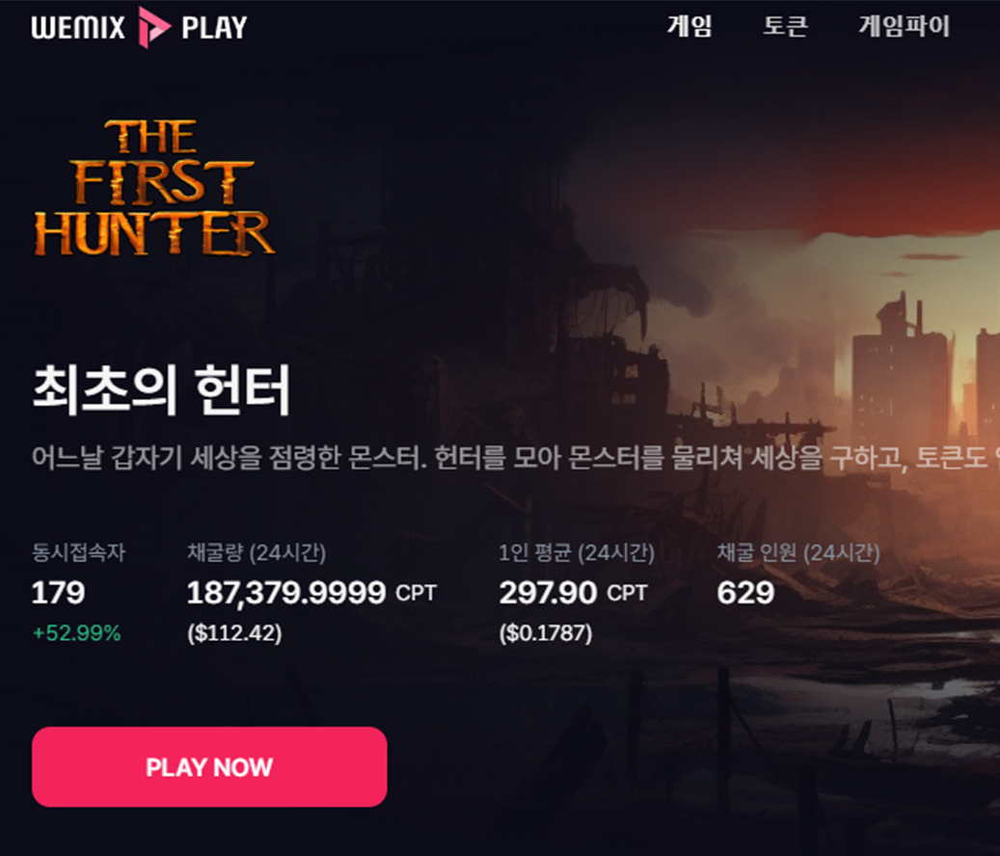 WEMIX PLAY 게임 토큰 게임파이
THE
FIRST
HUNTER
최초의 헌터
어느날 갑자기 세상을 점령한 몬스터. 헌터를 모아 몬스터를 물리쳐 세상을 구하고, 토큰도
동시접속자 채굴량 (24시간) 1인 평균 (24시간) 채굴 인원 (24시간)
179 187,379.9999 CPT 297.90 CPT 629
+52.99% ($112.42) ($0.1787)
PLAY NOW